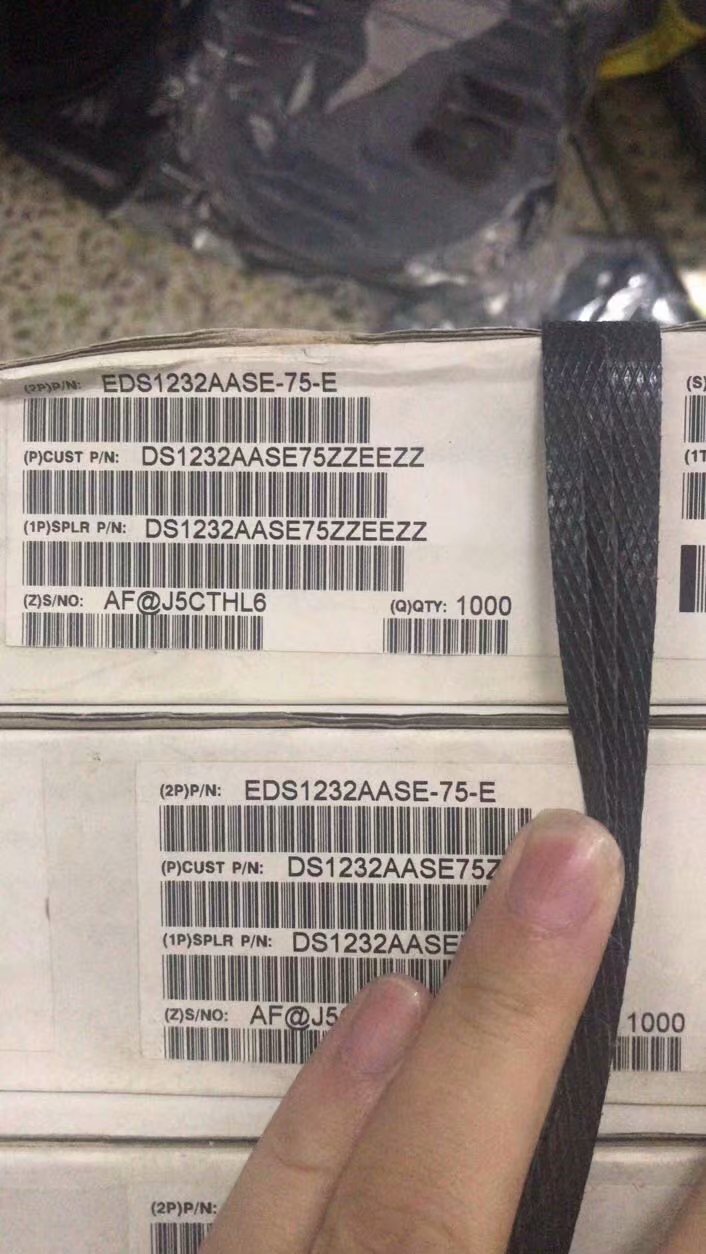 (2P)P/N: EDS1232AASE-75-E
(S)
(P)CUST P/N: DS1232AASE75ZZEEZZ
(1T
(1P)SPLR P/N: DS1232AASE75ZZEEZZ
(Z)S/NO: AF@J5CTHL6 (Q)QTY: 1000
(2P)P/N: EDS1232AASE-75-E
(P)CUST P/N: DS1232AASE75Z
(1P)SPLR P/N: DS1232AASE
(Z)S/NO: AF@J5 1000
(2P)P/N: